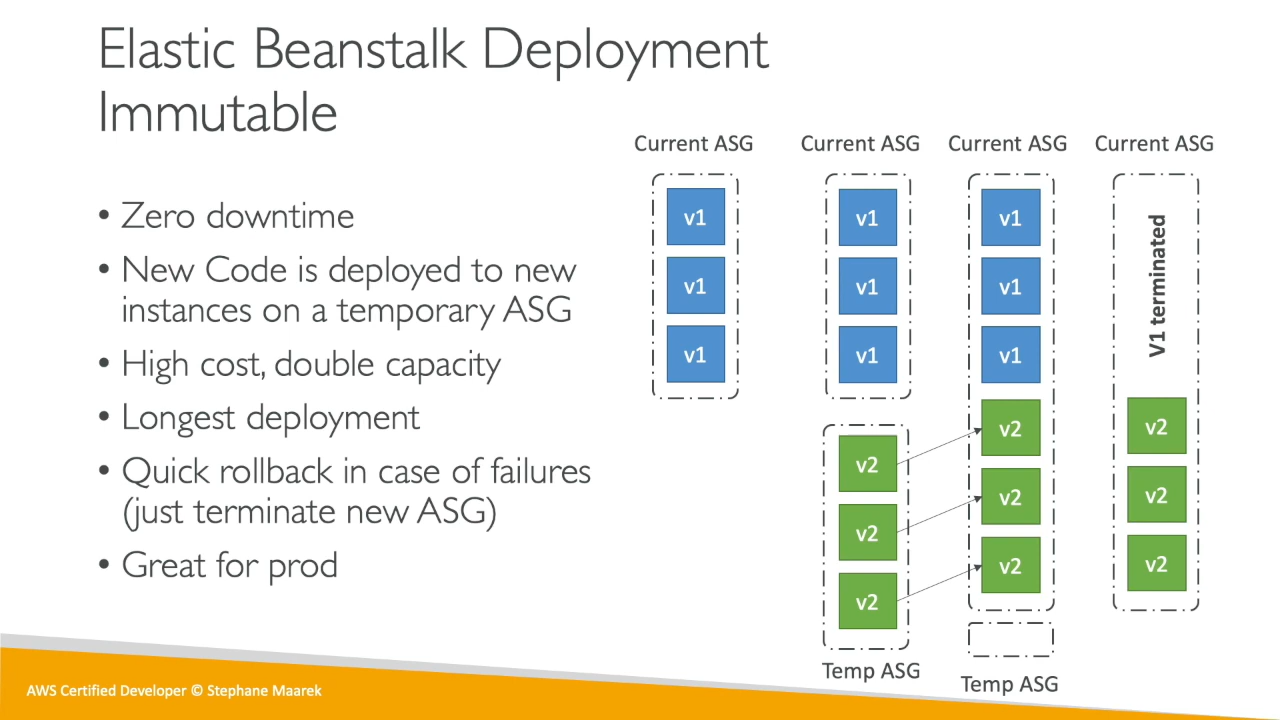 Elastic Beanstalk Deployment
Immutable
• Zero downtime
• New Code is deployed to new
instances on a temporary ASG
• High cost, double capacity
• Longest deployment
• Quick rollback in case of failures
(just terminate new ASG)
• Great for prod
Current ASG
v1
v1
v1
Current ASG
v1
v1
v1
v2
v2
v2
Temp ASG
Current ASG
v1
v1
v1
v2
v2
v2
Temp ASG
Current ASG
V1 terminated
v2
v2
v2
AWS Certified Developer © Stephane Maarek